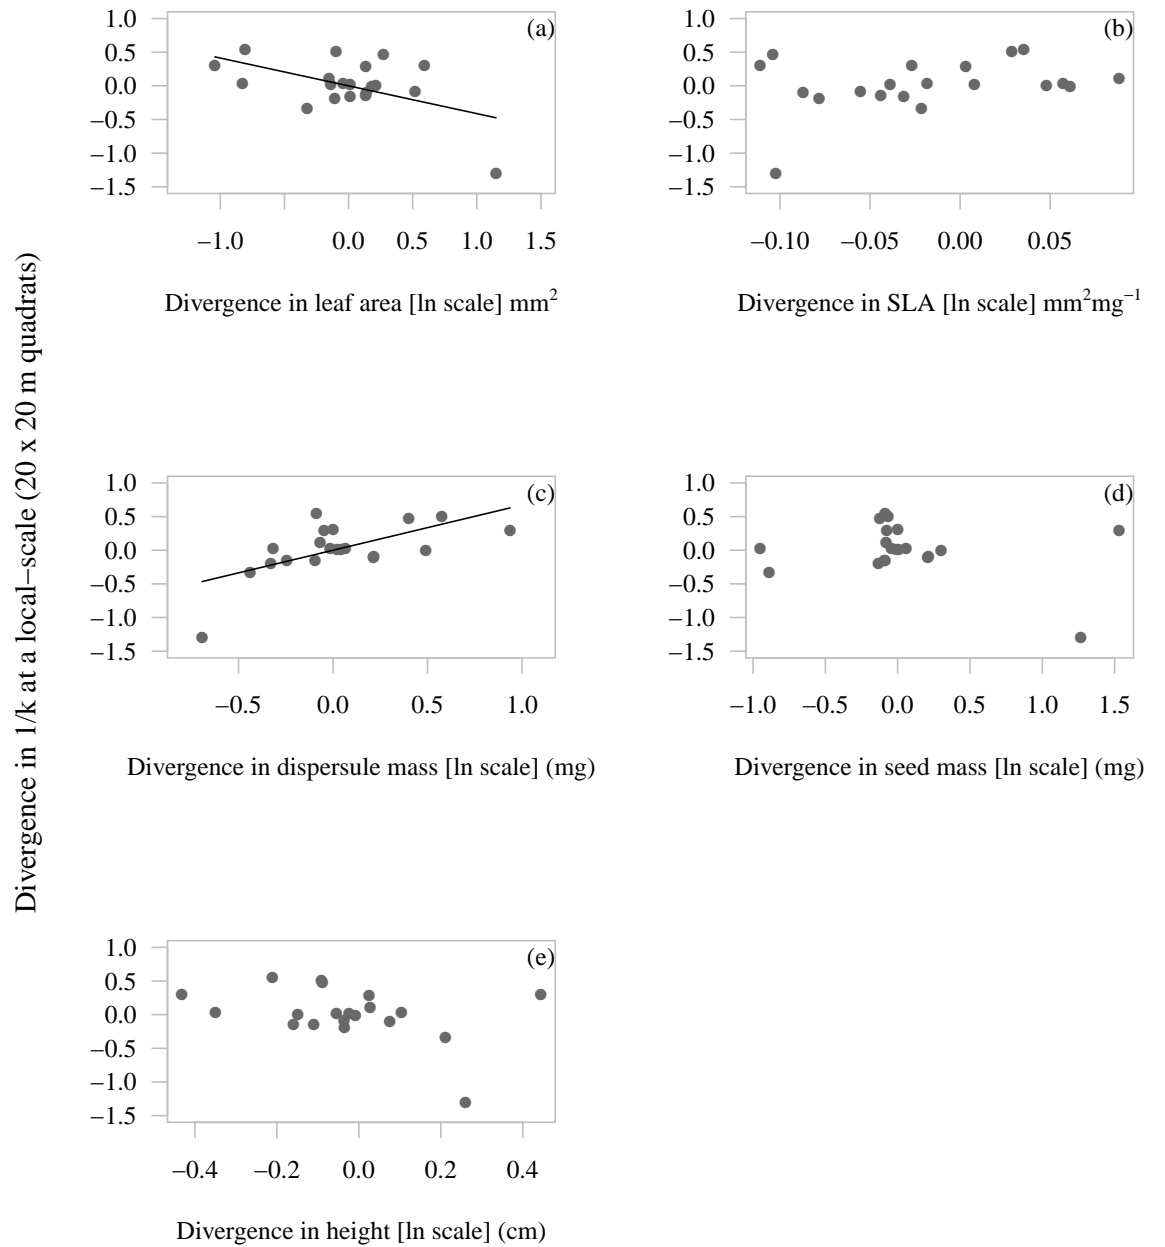 Divergence in 1/k at a local−scale (20 x 20 m quadrats)
(a)
1.0
0.5
0.0
−0.5
−1.0
−1.5
−1.0 0.0 0.5 1.0 1.5
Divergence in leaf area [ln scale] mm²
(b)
1.0
0.5
0.0
−0.5
−1.0
−1.5
−0.10 −0.05 0.00 0.05
Divergence in SLA [ln scale] mm²mg⁻¹
(c)
1.0
0.5
0.0
−0.5
−1.0
−1.5
−0.5 0.0 0.5 1.0
Divergence in dispersule mass [ln scale] (mg)
(d)
1.0
0.5
0.0
−0.5
−1.0
−1.5
−1.0 −0.5 0.0 0.5 1.0 1.5
Divergence in seed mass [ln scale] (mg)
(e)
1.0
0.5
0.0
−0.5
−1.0
−1.5
−0.4 −0.2 0.0 0.2 0.4
Divergence in height [ln scale] (cm)